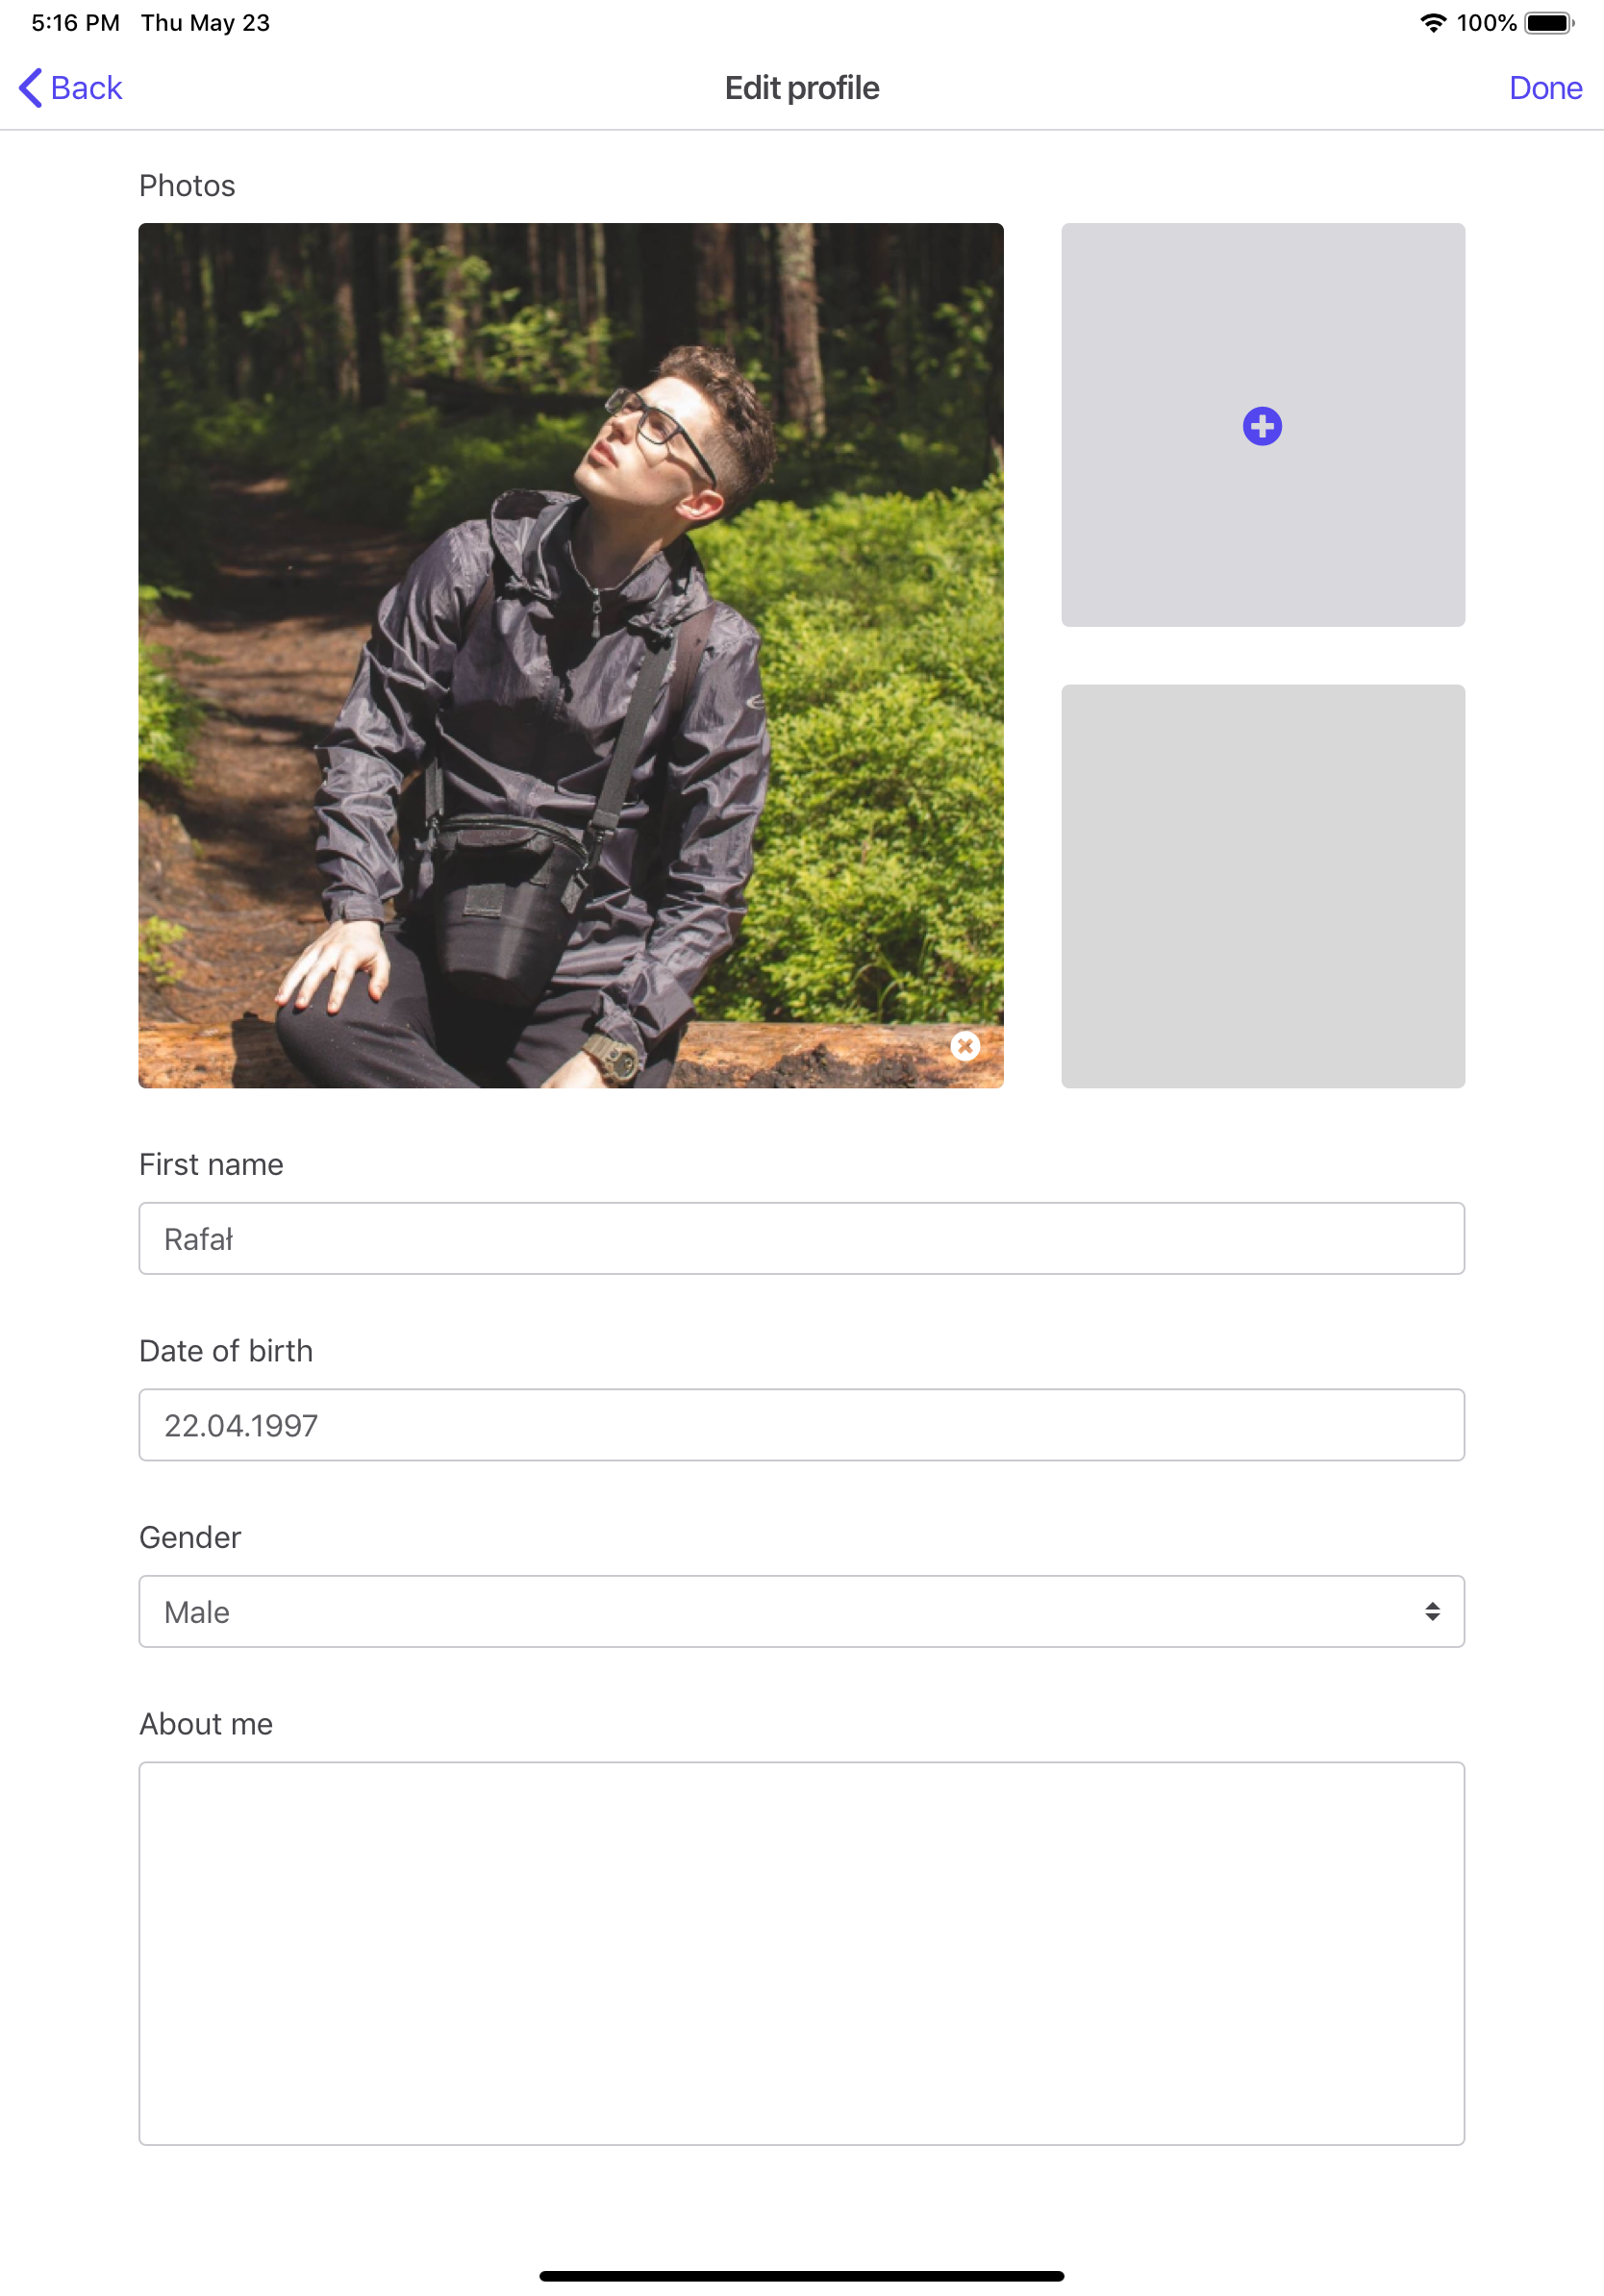 5:16 PM Thu May 23 100%
Back Edit profile Done
Photos
First name
Rafał
Date of birth
22.04.1997
Gender
Male
About me